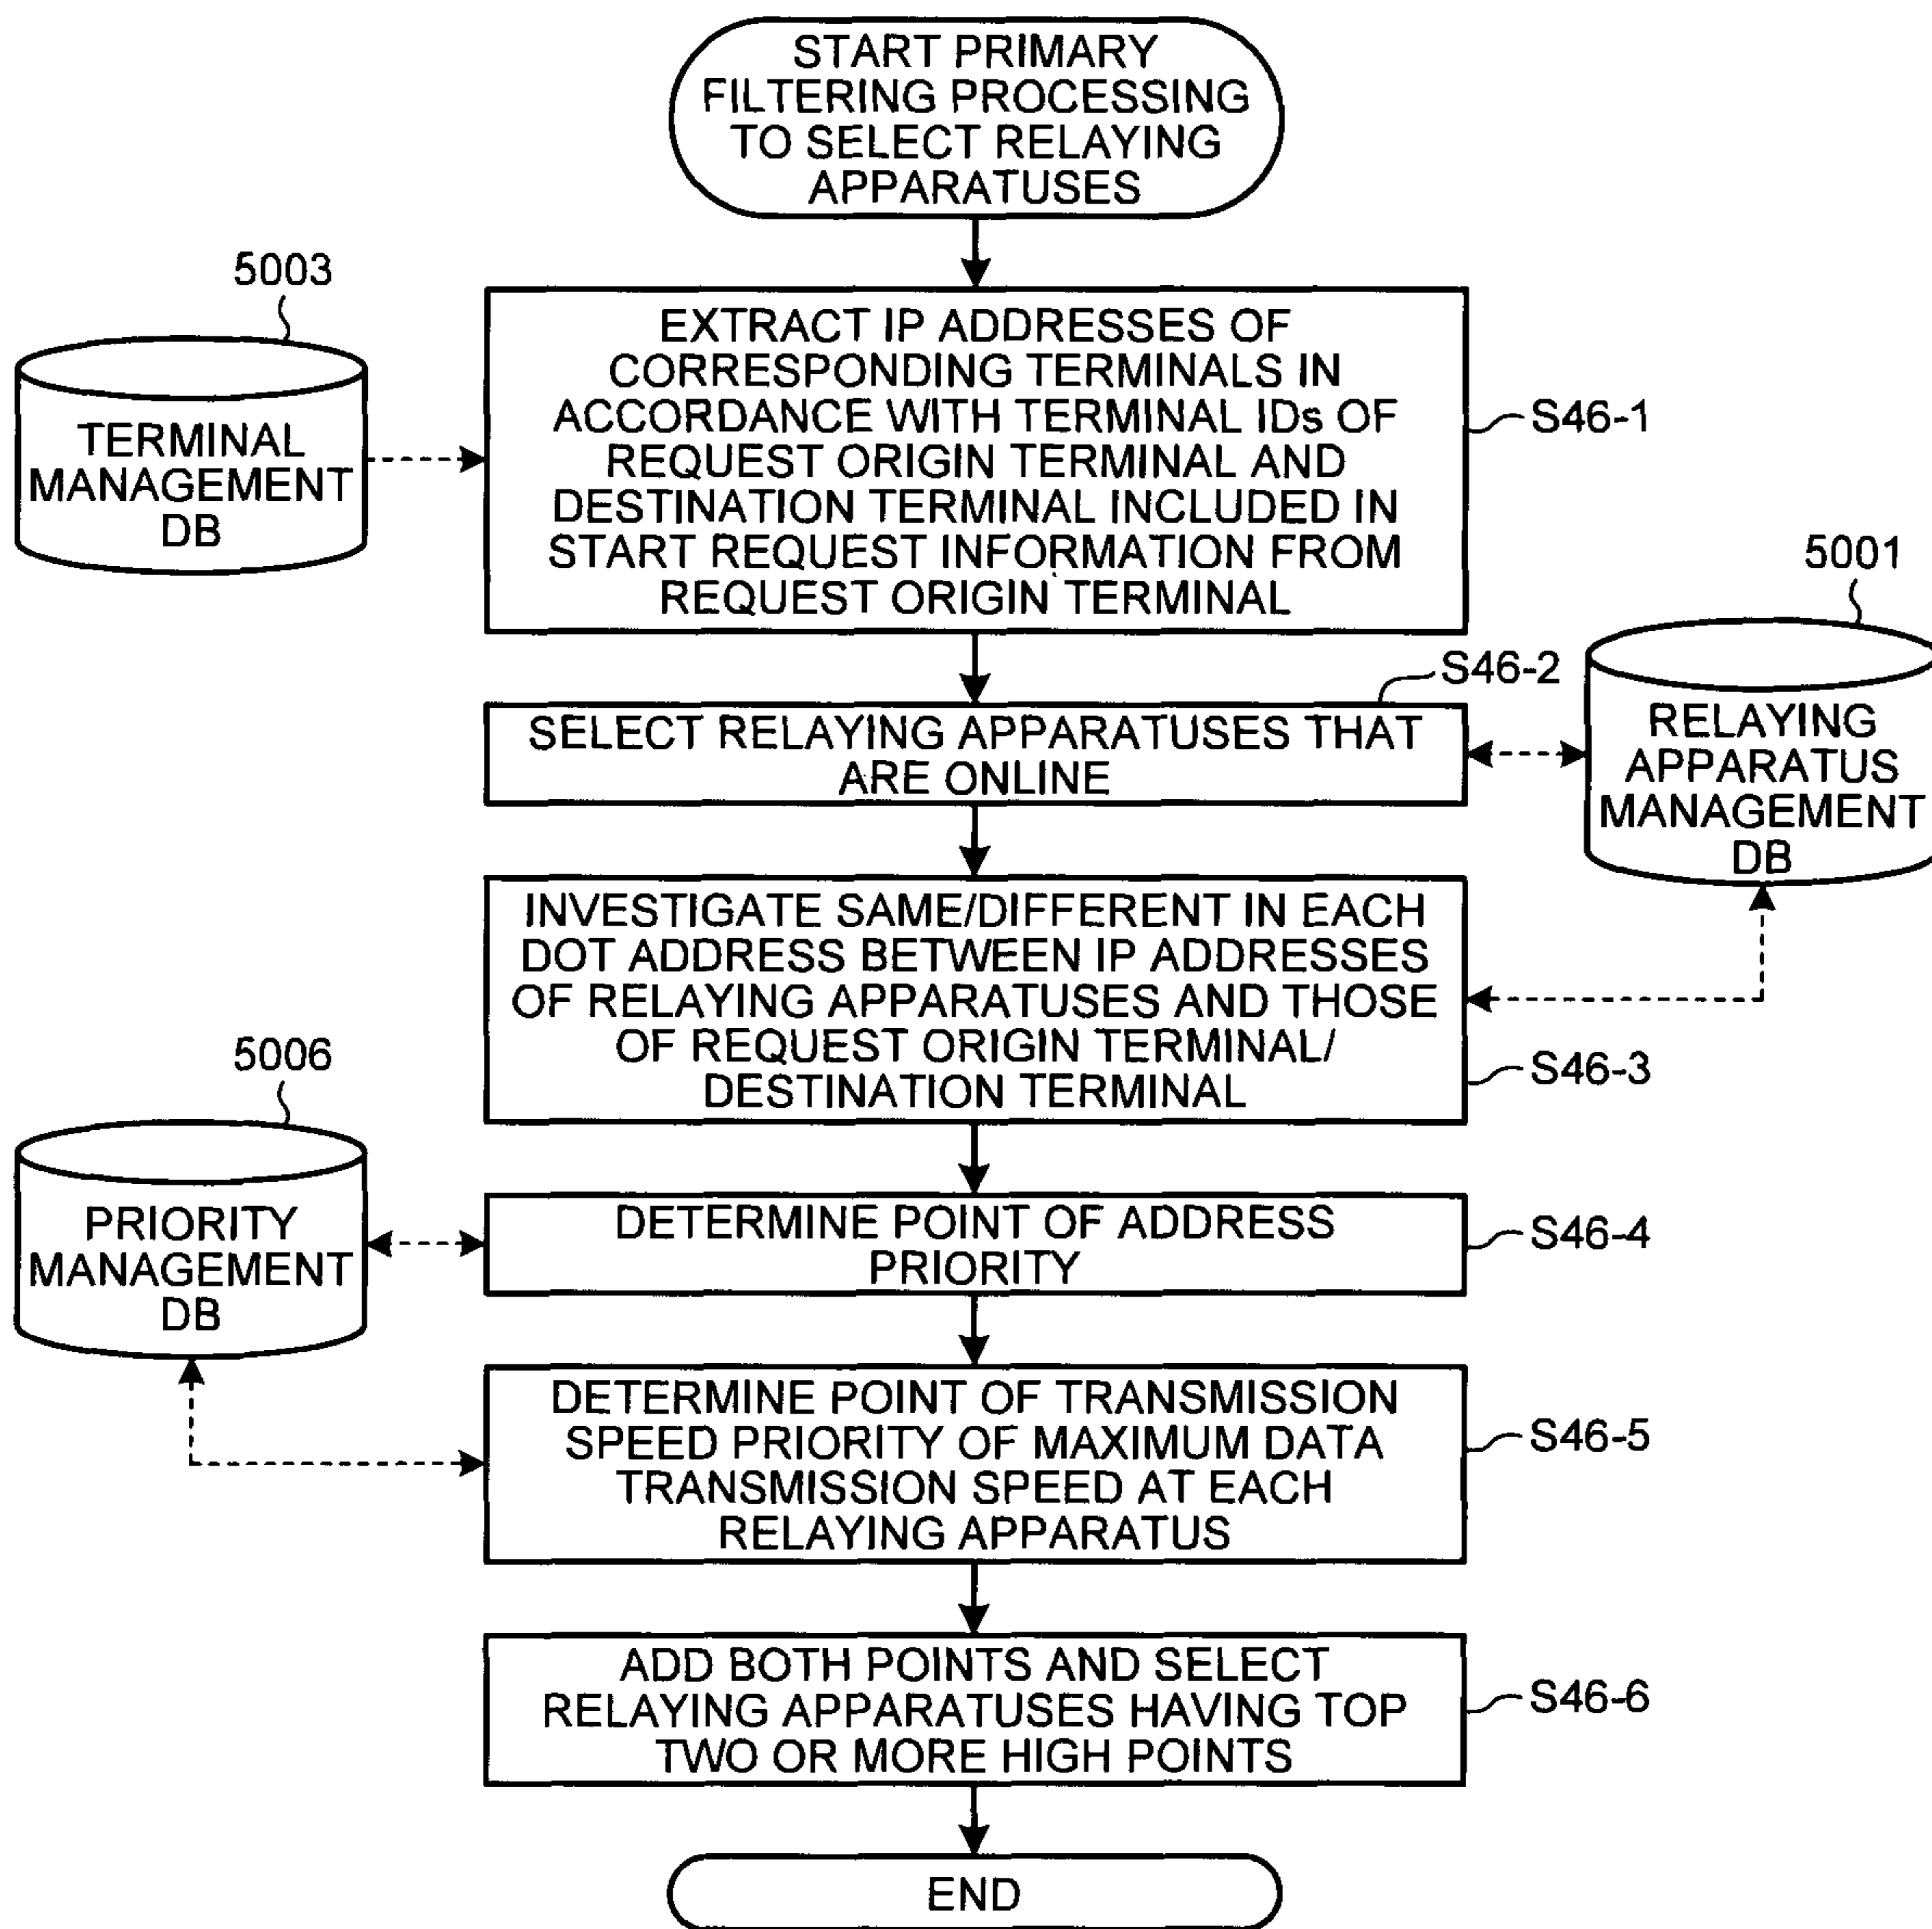 START PRIMARY
FILTERING PROCESSING
TO SELECT RELAYING
APPARATUSES
5003
TERMINAL
MANAGEMENT
DB
EXTRACT IP ADDRESSES OF
CORRESPONDING TERMINALS IN
ACCORDANCE WITH TERMINAL IDs OF
REQUEST ORIGIN TERMINAL AND
DESTINATION TERMINAL INCLUDED IN
START REQUEST INFORMATION FROM
REQUEST ORIGIN TERMINAL
S46-1
5001
RELAYING
APPARATUS
MANAGEMENT
DB
S46-2
SELECT RELAYING APPARATUSES THAT
ARE ONLINE
INVESTIGATE SAME/DIFFERENT IN EACH
DOT ADDRESS BETWEEN IP ADDRESSES
OF RELAYING APPARATUSES AND THOSE
OF REQUEST ORIGIN TERMINAL/
DESTINATION TERMINAL
S46-3
5006
PRIORITY
MANAGEMENT
DB
DETERMINE POINT OF ADDRESS
PRIORITY
S46-4
DETERMINE POINT OF TRANSMISSION
SPEED PRIORITY OF MAXIMUM DATA
TRANSMISSION SPEED AT EACH
RELAYING APPARATUS
S46-5
ADD BOTH POINTS AND SELECT
RELAYING APPARATUSES HAVING TOP
TWO OR MORE HIGH POINTS
S46-6
END